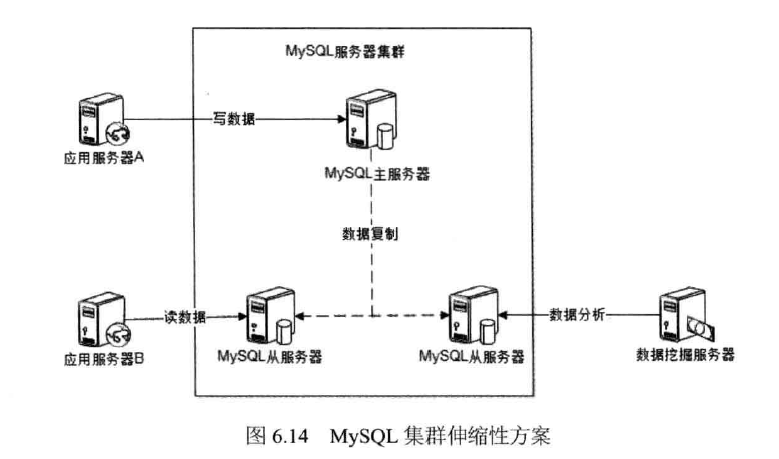 MySQL服务器集群
写数据
应用服务器A
MySQL主服务器
数据复制
读数据
数据分析
应用服务器B
MySQL从服务器
MySQL从服务器
数据挖掘服务器
图 6.14 MySQL 集群伸缩性方案